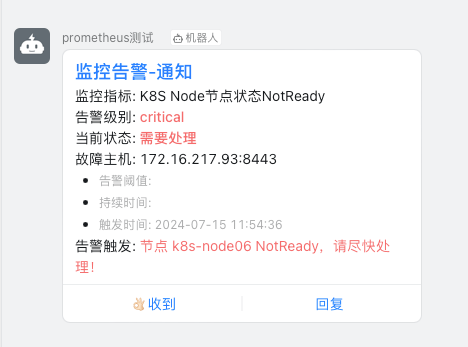 prometheus测试 机器人
监控告警-通知
监控指标: K8S Node节点状态NotReady
告警级别: critical
当前状态: 需要处理
故障主机: 172.16.217.93:8443
• 告警阈值:
• 持续时间:
• 触发时间: 2024-07-15 11:54:36
告警触发: 节点 k8s-node06 NotReady，请尽快处
理！
👌🏻收到 回复